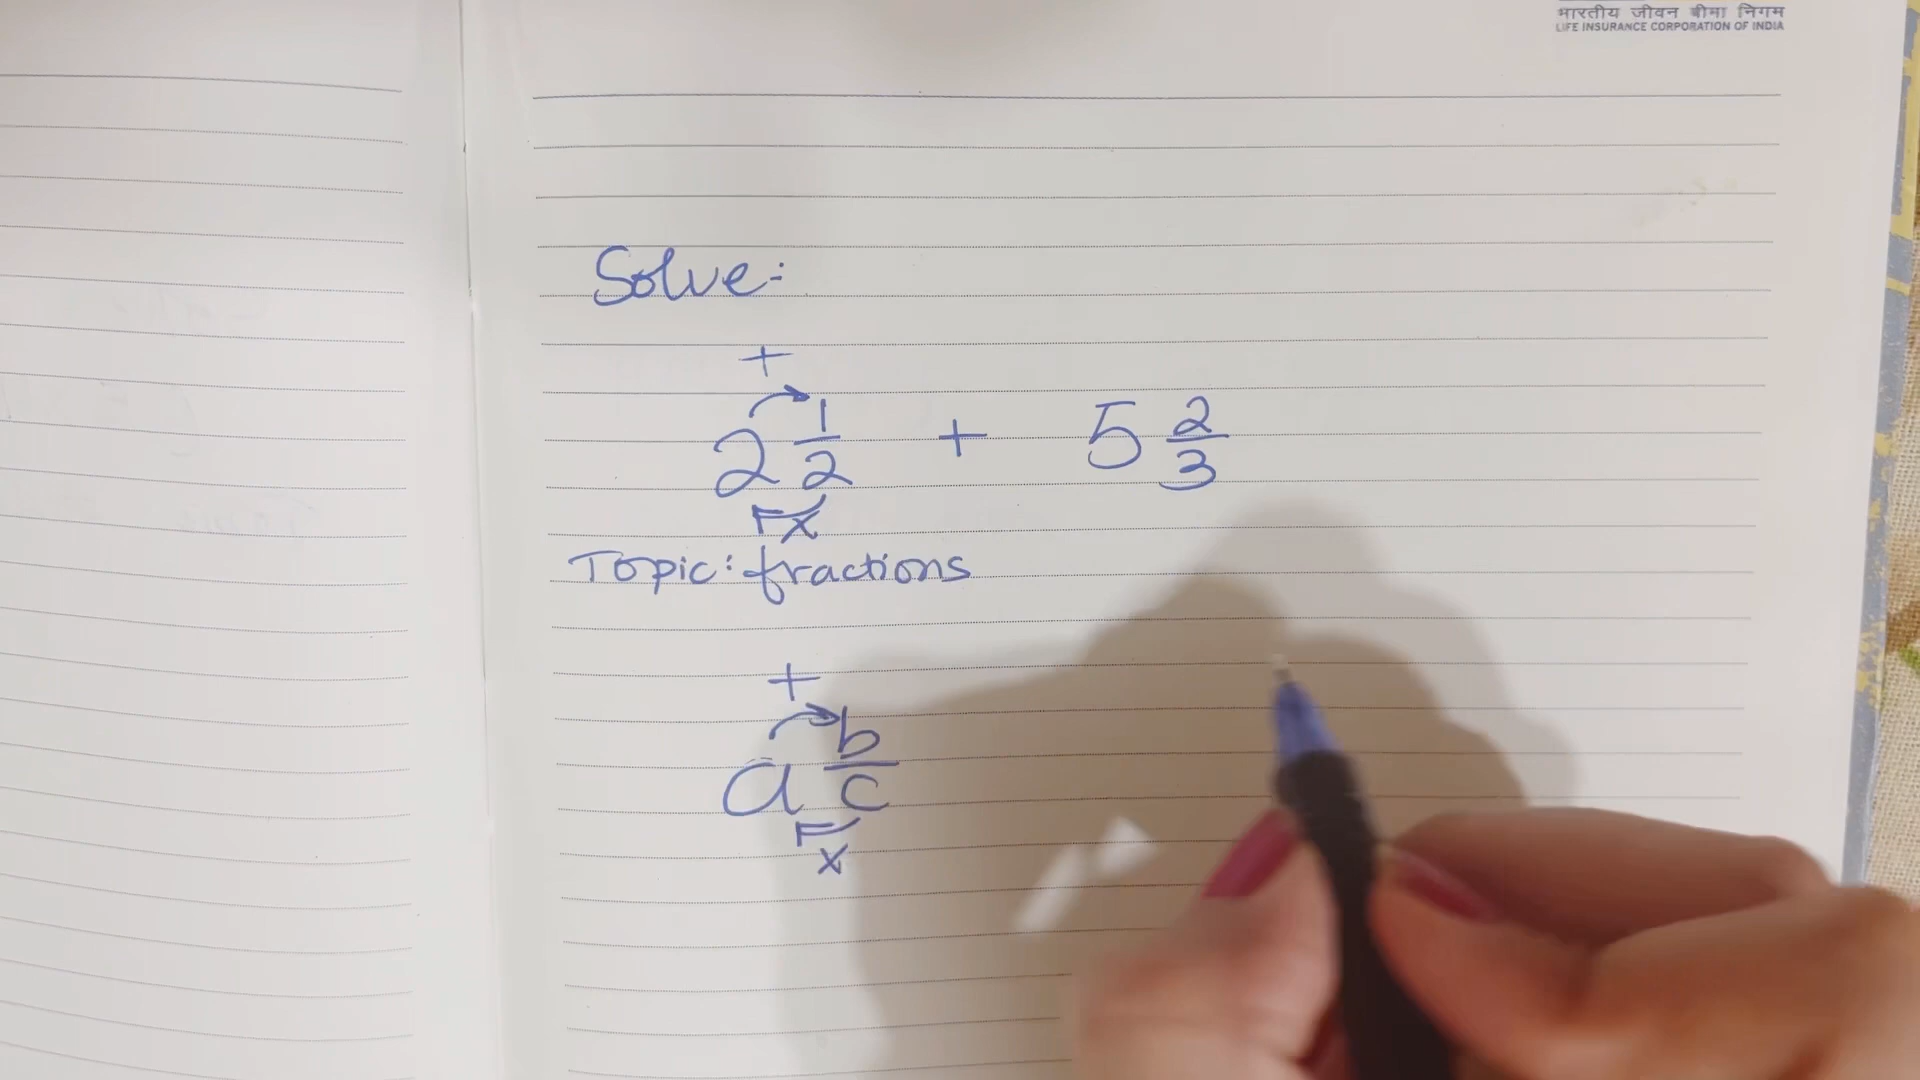 भारतीय जीवन बीमा निगम
LIFE INSURANCE CORPORATION OF INDIA
Solve:
+
2 1/2 + 5 2/3
x
Topic: fractions
+
a b/c
x